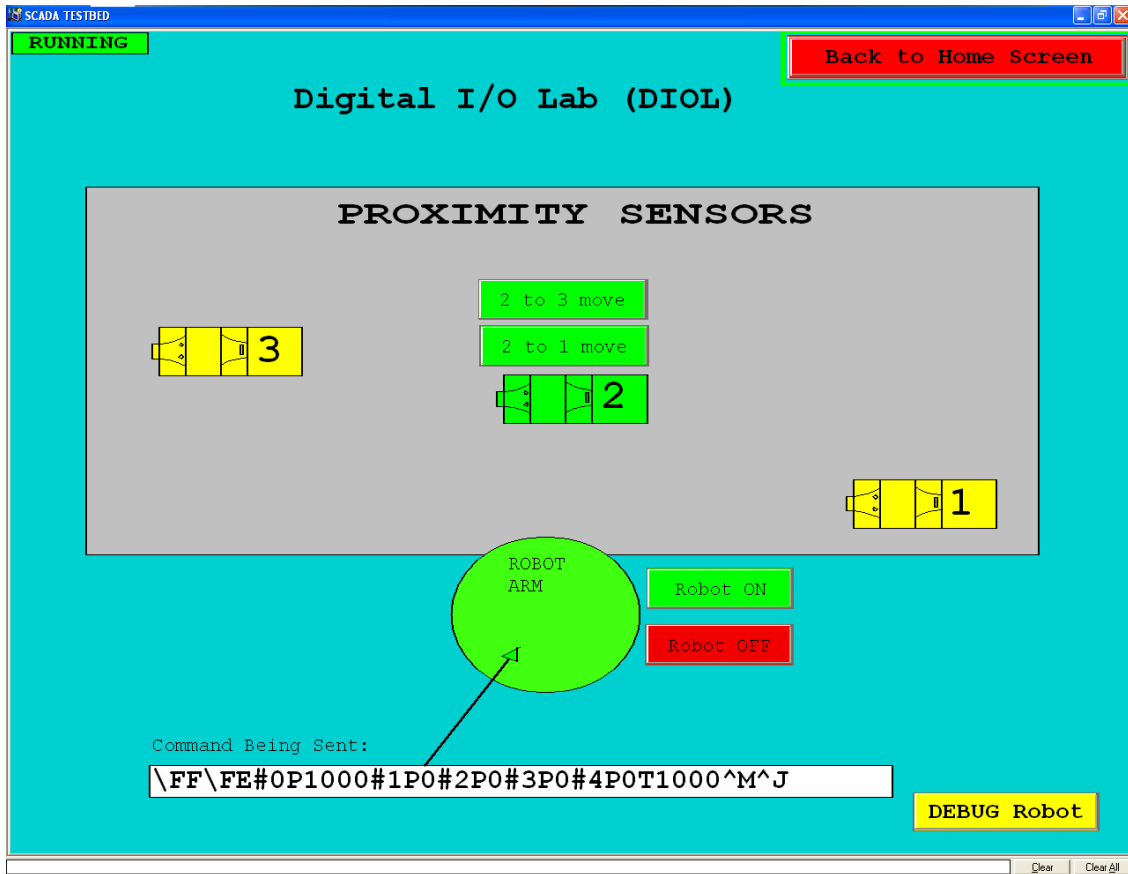 SCADA TESTBED
RUNNING
Back to Home Screen
Digital I/O Lab (DIOL)
PROXIMITY SENSORS
2 to 3 move
3
2 to 1 move
2
1
ROBOT
ARM
Robot ON
Robot OFF
Command Being Sent:
\FF\FE#0P1000#1P0#2P0#3P0#4P0T1000^M^J
DEBUG Robot
Clear
Clear All